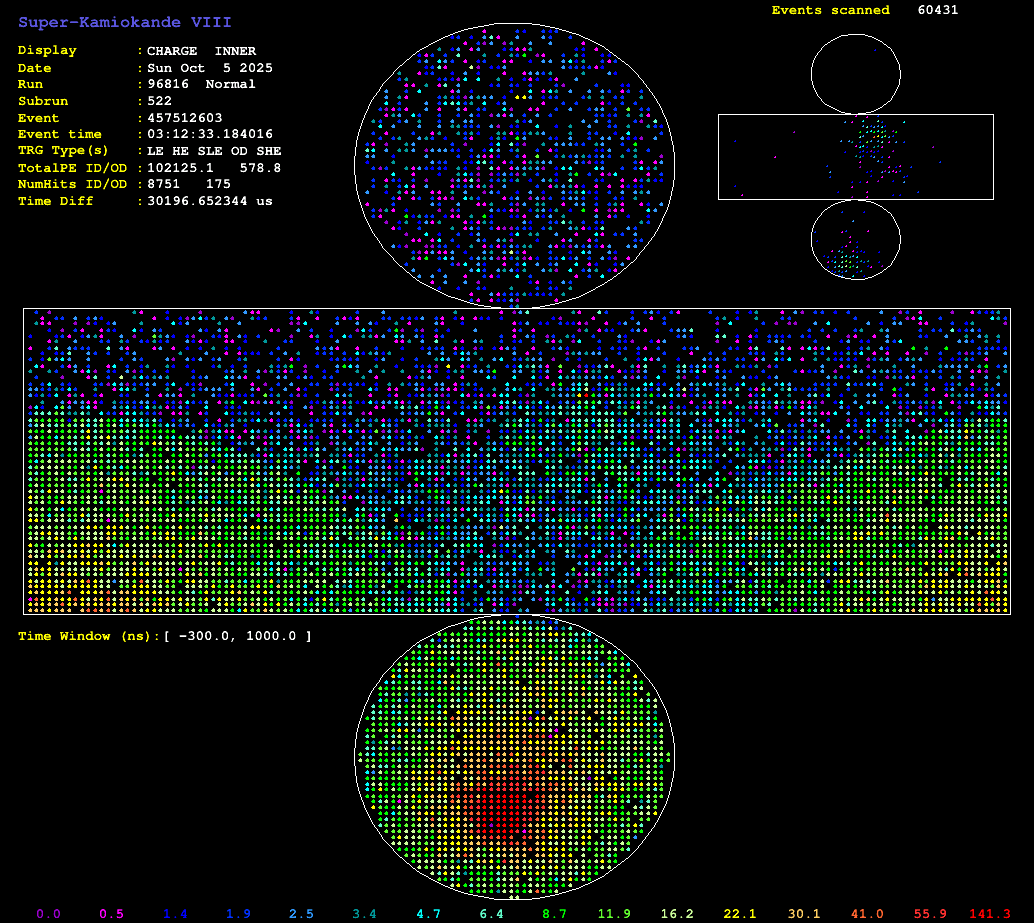 Super-Kamiokande VIII
Events scanned 60431
Display : CHARGE INNER
Date : Sun Oct 5 2025
Run : 96816 Normal
Subrun : 522
Event : 457512603
Event time : 03:12:33.184016
TRG Type(s) : LE HE SLE OD SHE
TotalPE ID/OD : 102125.1 578.8
NumHits ID/OD : 8751 175
Time Diff : 30196.652344 us
Time Window (ns):[ -300.0, 1000.0 ]
0.0 0.5 1.4 1.9 2.5 3.4 4.7 6.4 8.7 11.9 16.2 22.1 30.1 41.0 55.9 141.3